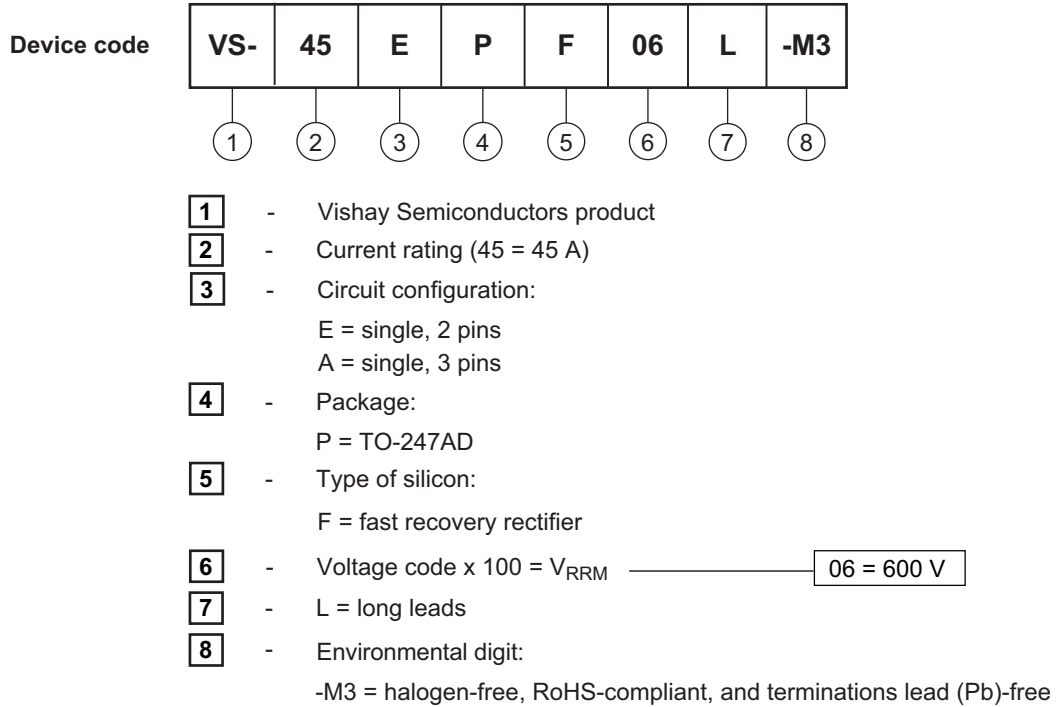 Device code VS- 45 E P F 06 L -M3
1 2 3 4 5 6 7 8
1 - Vishay Semiconductors product
2 - Current rating (45 = 45 A)
3 - Circuit configuration:
E = single, 2 pins
A = single, 3 pins
4 - Package:
P = TO-247AD
5 - Type of silicon:
F = fast recovery rectifier
6 - Voltage code x 100 = VRRM 06 = 600 V
7 - L = long leads
8 - Environmental digit:
-M3 = halogen-free, RoHS-compliant, and terminations lead (Pb)-free